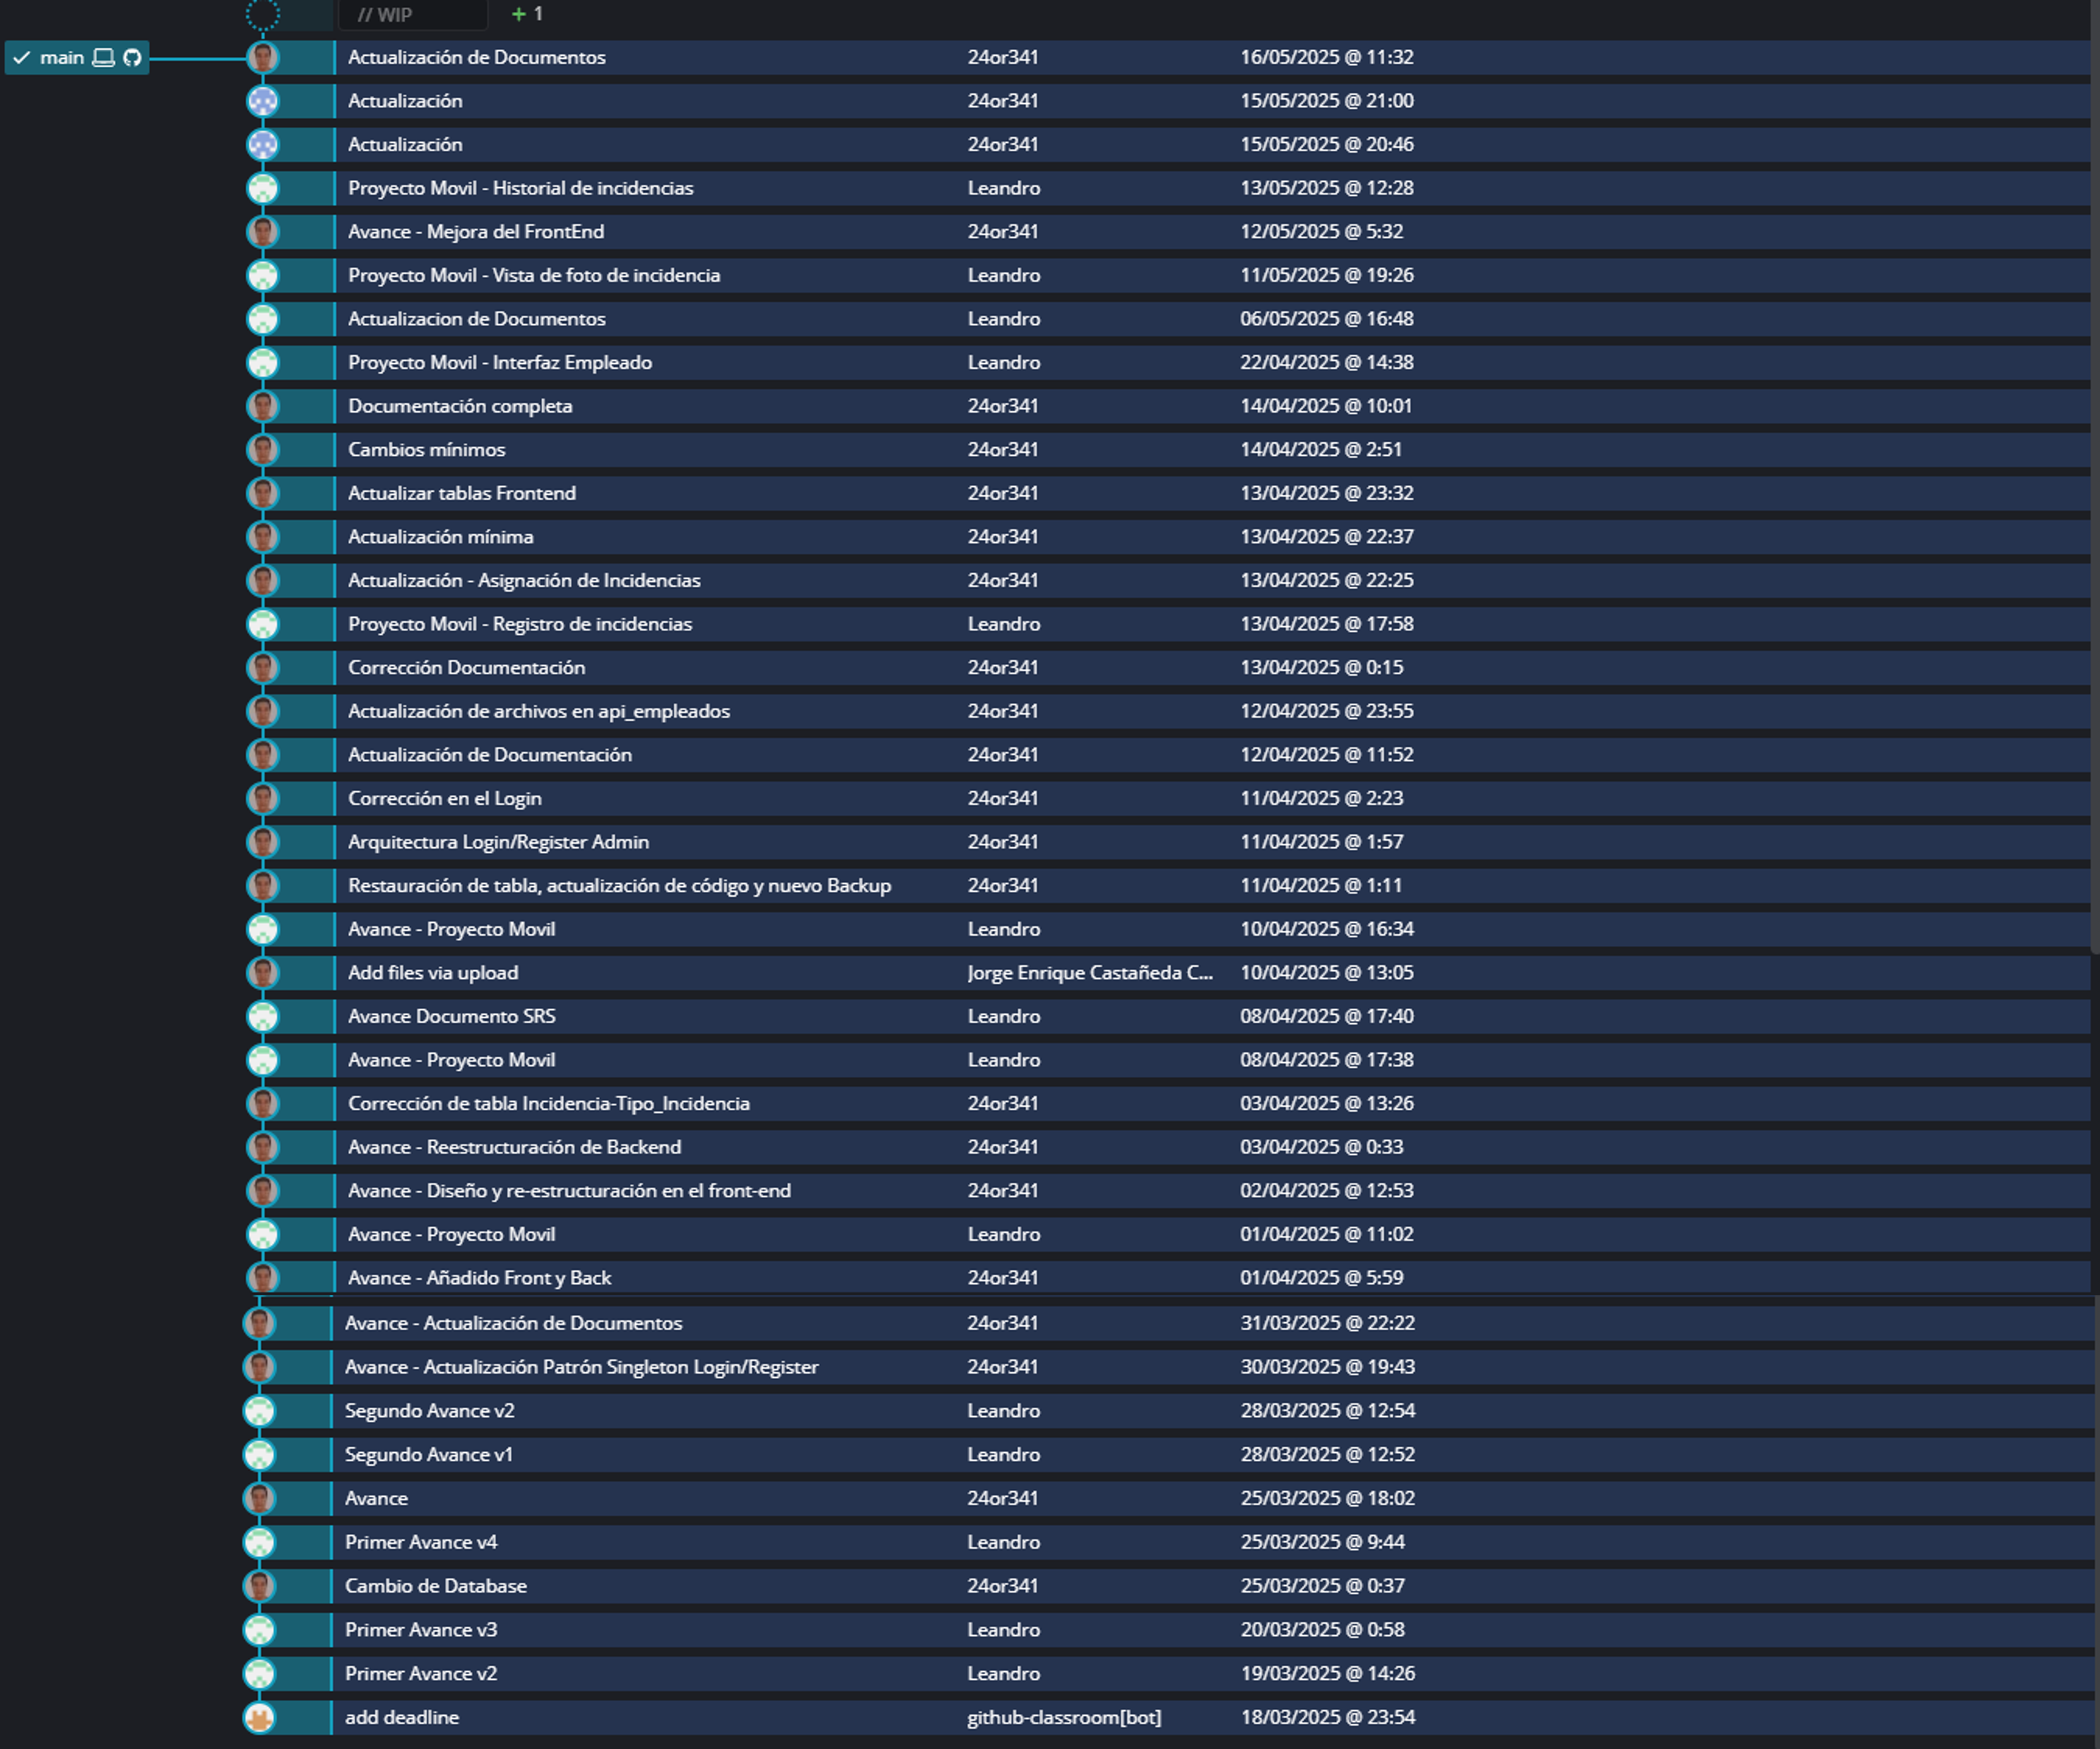 // WIP + 1
main Actualización de Documentos 24or341 16/05/2025 @ 11:32
Actualización 24or341 15/05/2025 @ 21:00
Actualización 24or341 15/05/2025 @ 20:46
Proyecto Movil - Historial de incidencias Leandro 13/05/2025 @ 12:28
Avance - Mejora del FrontEnd 24or341 12/05/2025 @ 5:32
Proyecto Movil - Vista de foto de incidencia Leandro 11/05/2025 @ 19:26
Actualizacion de Documentos Leandro 06/05/2025 @ 16:48
Proyecto Movil - Interfaz Empleado Leandro 22/04/2025 @ 14:38
Documentación completa 24or341 14/04/2025 @ 10:01
Cambios mínimos 24or341 14/04/2025 @ 2:51
Actualizar tablas Frontend 24or341 13/04/2025 @ 23:32
Actualización mínima 24or341 13/04/2025 @ 22:37
Actualización - Asignación de Incidencias 24or341 13/04/2025 @ 22:25
Proyecto Movil - Registro de incidencias Leandro 13/04/2025 @ 17:58
Corrección Documentación 24or341 13/04/2025 @ 0:15
Actualización de archivos en api_empleados 24or341 12/04/2025 @ 23:55
Actualización de Documentación 24or341 12/04/2025 @ 11:52
Corrección en el Login 24or341 11/04/2025 @ 2:23
Arquitectura Login/Register Admin 24or341 11/04/2025 @ 1:57
Restauración de tabla, actualización de código y nuevo Backup 24or341 11/04/2025 @ 1:11
Avance - Proyecto Movil Leandro 10/04/2025 @ 16:34
Add files via upload Jorge Enrique Castañeda C... 10/04/2025 @ 13:05
Avance Documento SRS Leandro 08/04/2025 @ 17:40
Avance - Proyecto Movil Leandro 08/04/2025 @ 17:38
Corrección de tabla Incidencia-Tipo_Incidencia 24or341 03/04/2025 @ 13:26
Avance - Reestructuración de Backend 24or341 03/04/2025 @ 0:33
Avance - Diseño y re-estructuración en el front-end 24or341 02/04/2025 @ 12:53
Avance - Proyecto Movil Leandro 01/04/2025 @ 11:02
Avance - Añadido Front y Back 24or341 01/04/2025 @ 5:59
Avance - Actualización de Documentos 24or341 31/03/2025 @ 22:22
Avance - Actualización Patrón Singleton Login/Register 24or341 30/03/2025 @ 19:43
Segundo Avance v2 Leandro 28/03/2025 @ 12:54
Segundo Avance v1 Leandro 28/03/2025 @ 12:52
Avance 24or341 25/03/2025 @ 18:02
Primer Avance v4 Leandro 25/03/2025 @ 9:44
Cambio de Database 24or341 25/03/2025 @ 0:37
Primer Avance v3 Leandro 20/03/2025 @ 0:58
Primer Avance v2 Leandro 19/03/2025 @ 14:26
add deadline github-classroom[bot] 18/03/2025 @ 23:54